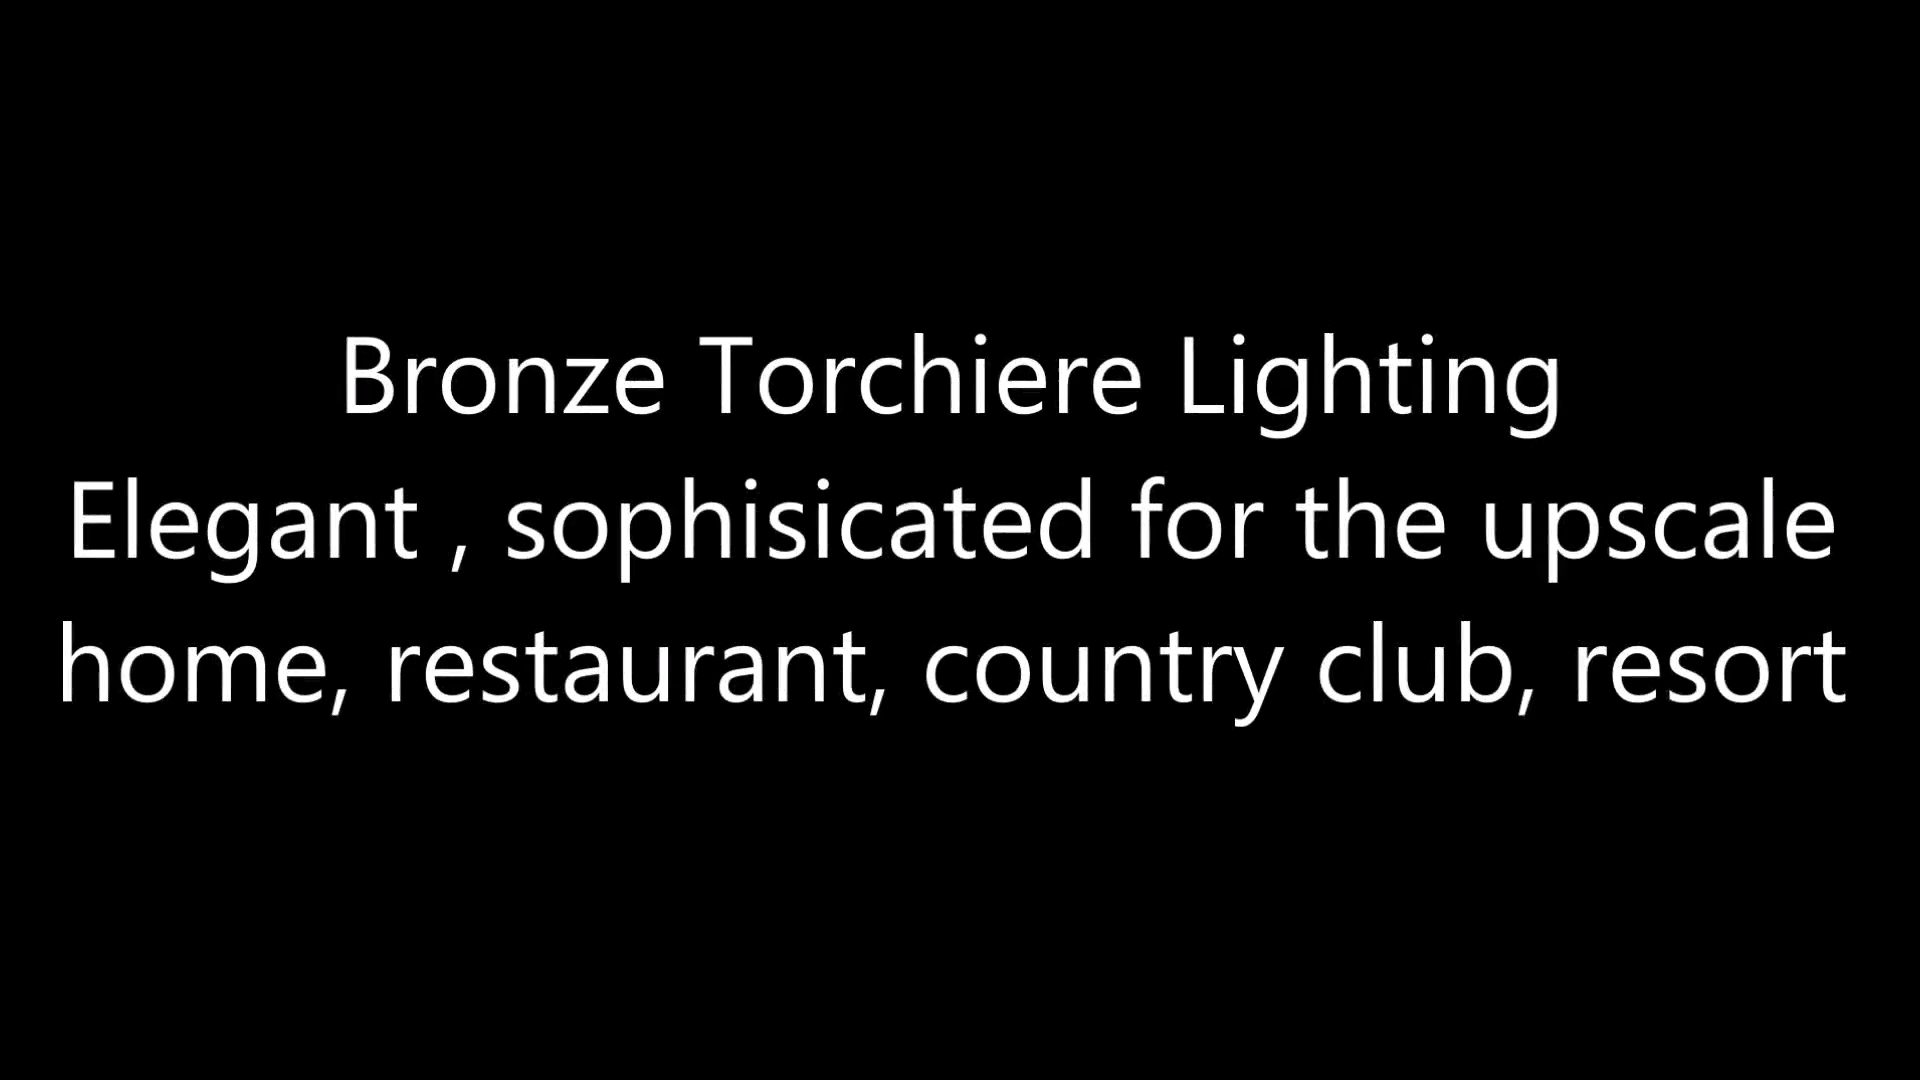 Bronze Torchiere Lighting
Elegant , sophisicated for the upscale
home, restaurant, country club, resort